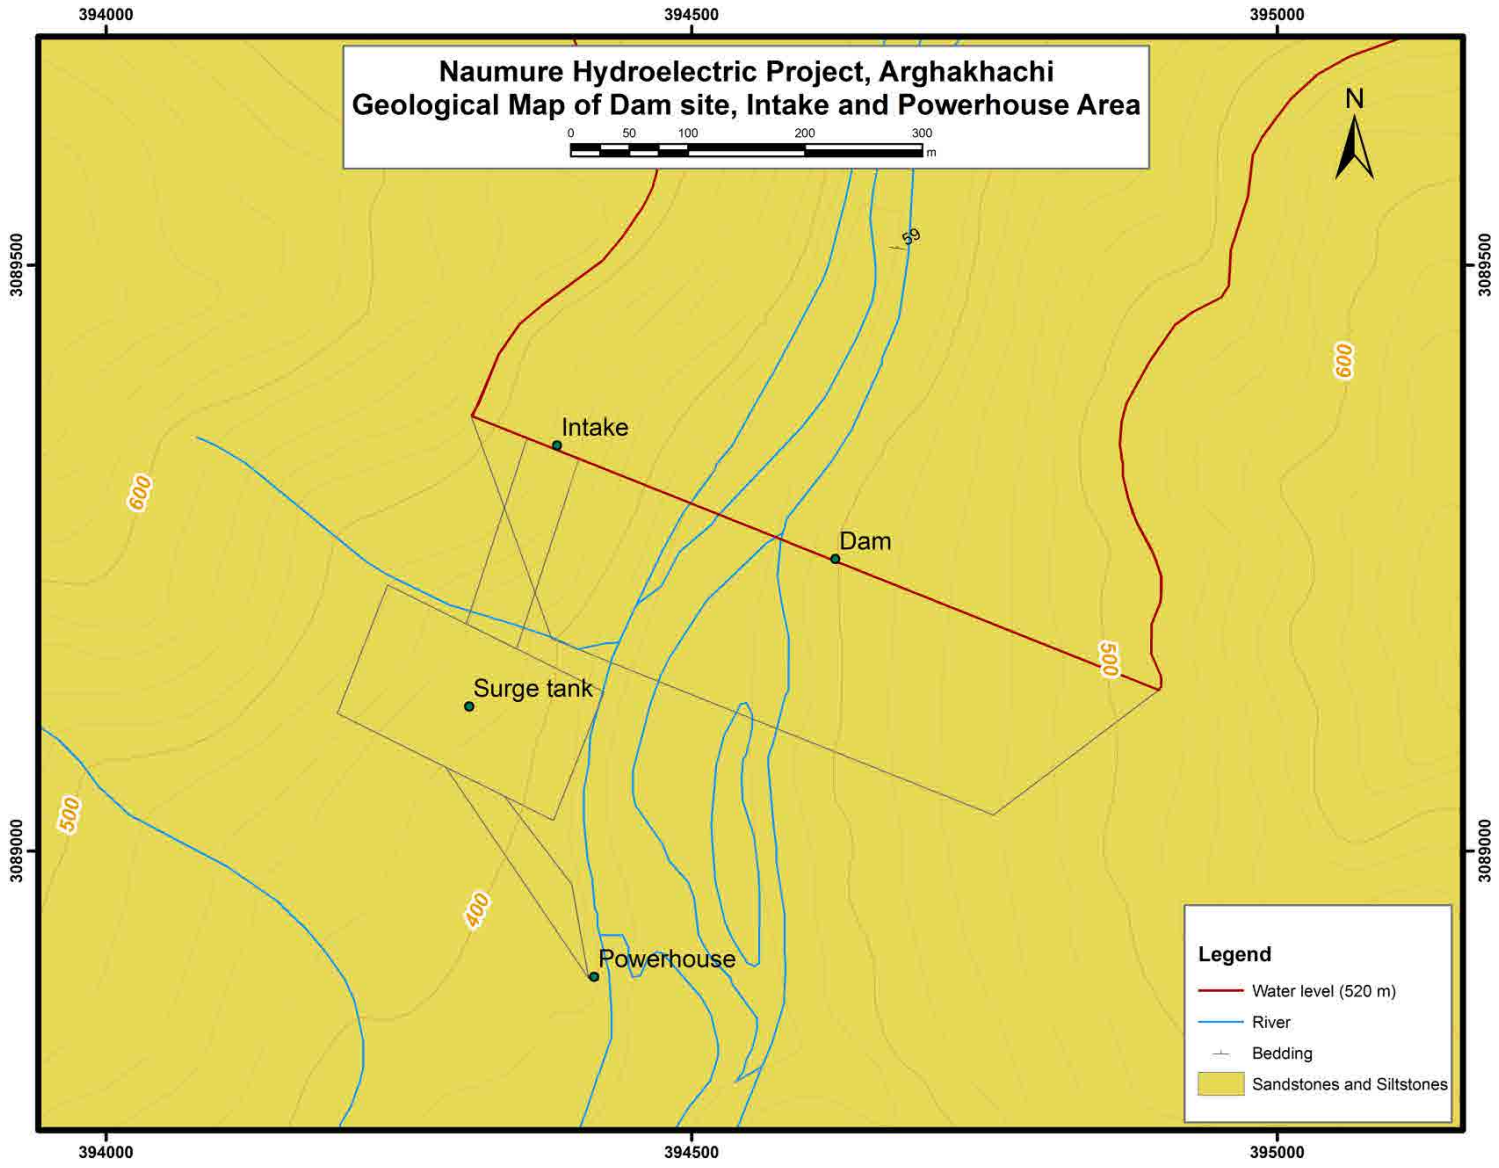 394000 394500 395000
Naumure Hydroelectric Project, Arghakhachi
Geological Map of Dam site, Intake and Powerhouse Area
0 50 100 200 300
m
N
59
3089500 3089500
600
Intake
600
Dam
500
Surge tank
500
3089000 3089000
400
Powerhouse
Legend
Water level (520 m)
River
Bedding
Sandstones and Siltstones
394000 394500 395000